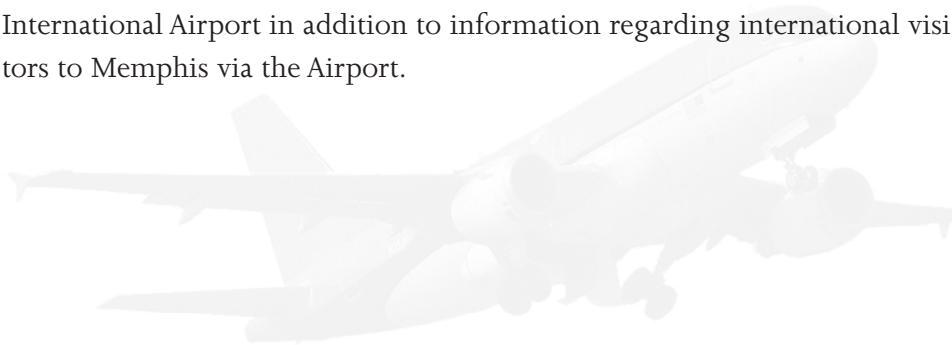 International Airport in addition to information regarding international visi
tors to Memphis via the Airport.